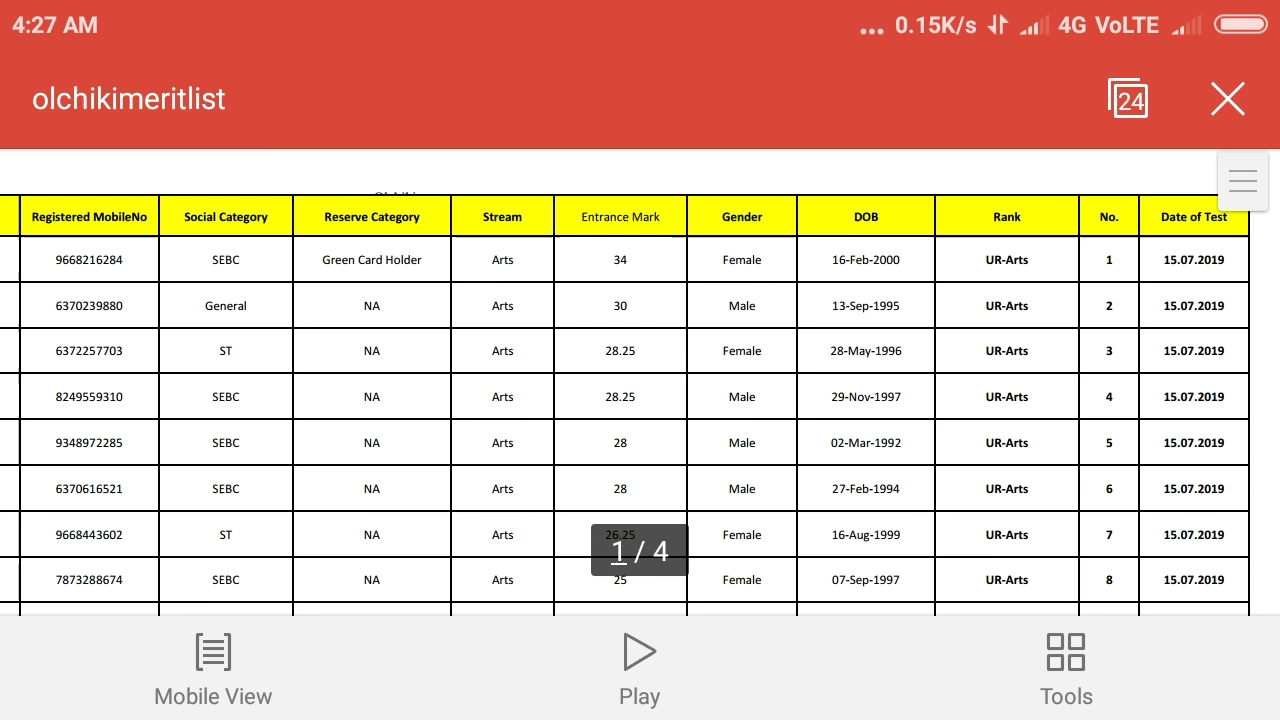 4:27 AM ... 0.15K/s 4G VoLTE
olchikimeritlist 24
Registered MobileNo Social Category Reserve Category Stream Entrance Mark Gender DOB Rank No. Date of Test
9668216284 SEBC Green Card Holder Arts 34 Female 16-Feb-2000 UR-Arts 1 15.07.2019
6370239880 General NA Arts 30 Male 13-Sep-1995 UR-Arts 2 15.07.2019
6372257703 ST NA Arts 28.25 Female 28-May-1996 UR-Arts 3 15.07.2019
8249559310 SEBC NA Arts 28.25 Male 29-Nov-1997 UR-Arts 4 15.07.2019
9348972285 SEBC NA Arts 28 Male 02-Mar-1992 UR-Arts 5 15.07.2019
6370616521 SEBC NA Arts 28 Male 27-Feb-1994 UR-Arts 6 15.07.2019
9668443602 ST NA Arts 26.25 Female 16-Aug-1999 UR-Arts 7 15.07.2019
1 / 4
7873288674 SEBC NA Arts 25 Female 07-Sep-1997 UR-Arts 8 15.07.2019
Mobile View Play Tools